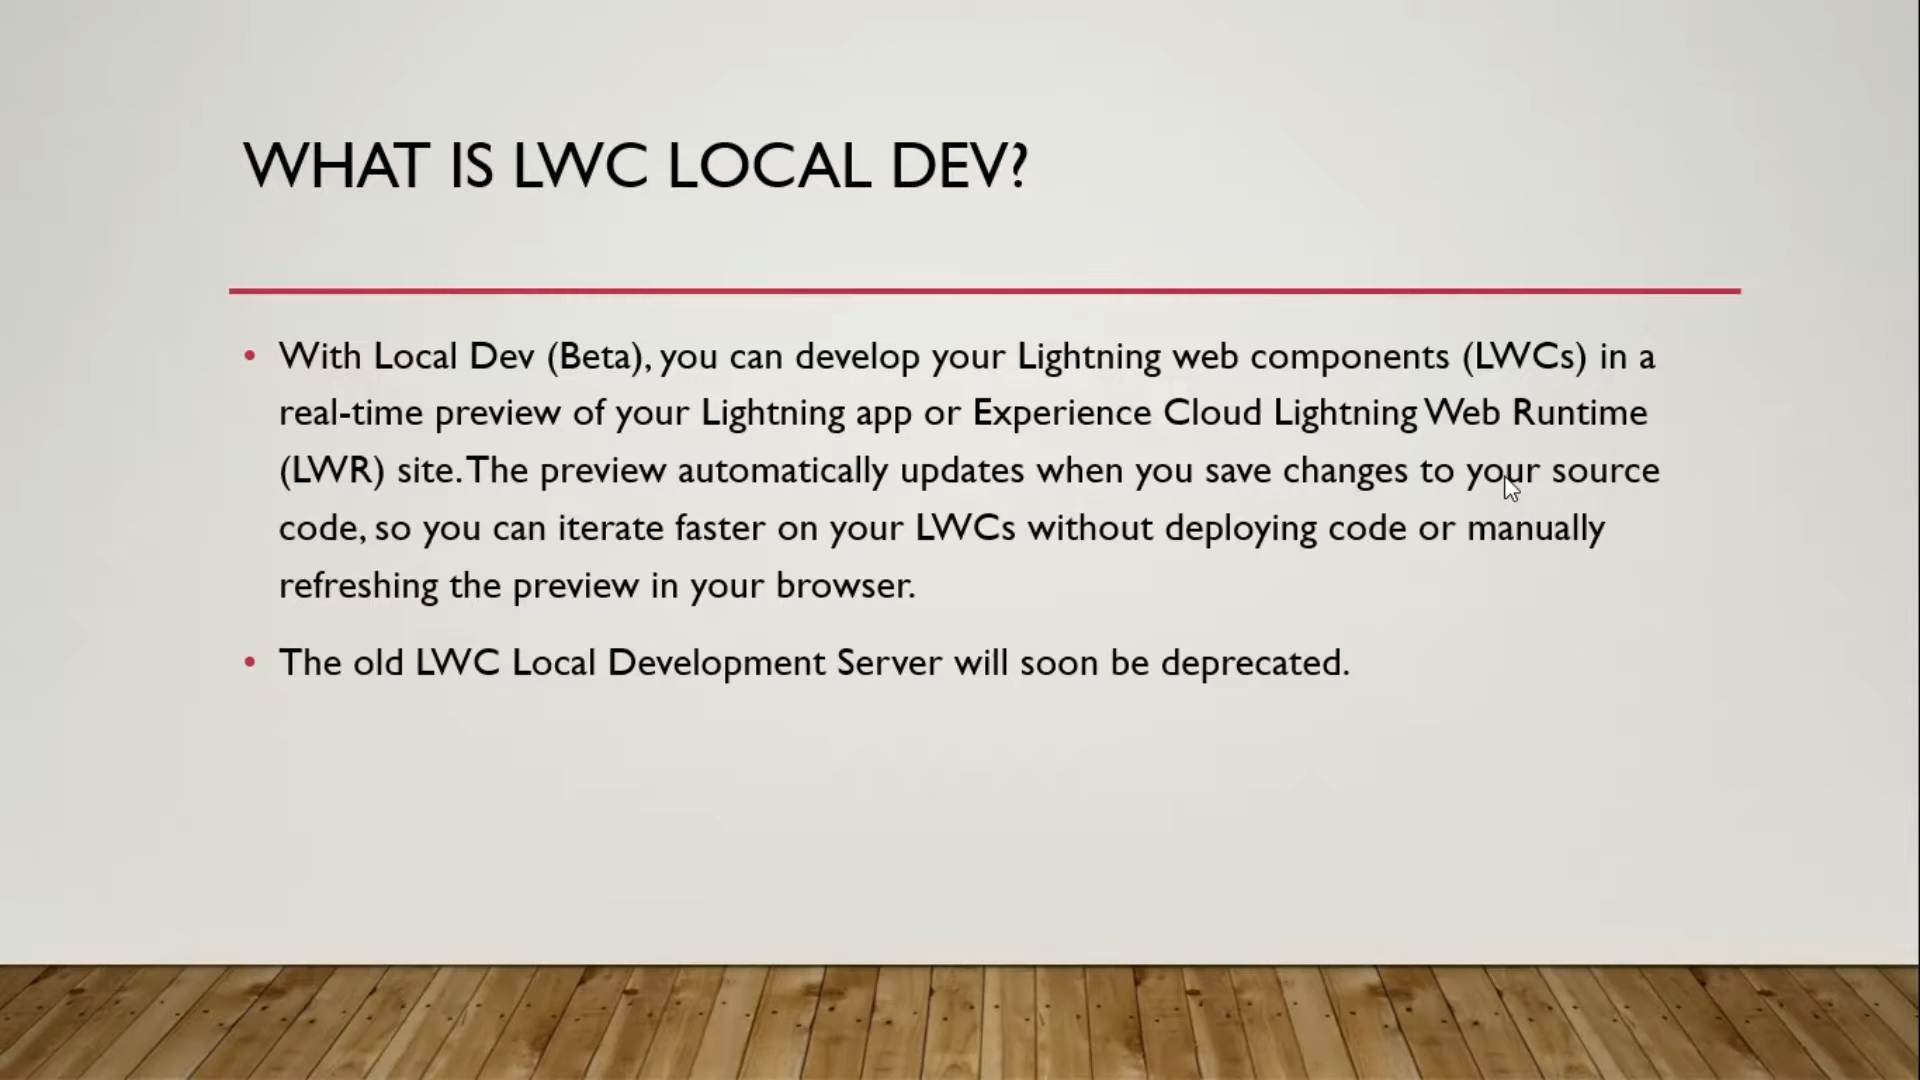 WHAT IS LWC LOCAL DEV?
• With Local Dev (Beta), you can develop your Lightning web components (LWCs) in a
real-time preview of your Lightning app or Experience Cloud Lightning Web Runtime
(LWR) site. The preview automatically updates when you save changes to your source
code, so you can iterate faster on your LWCs without deploying code or manually
refreshing the preview in your browser.
• The old LWC Local Development Server will soon be deprecated.